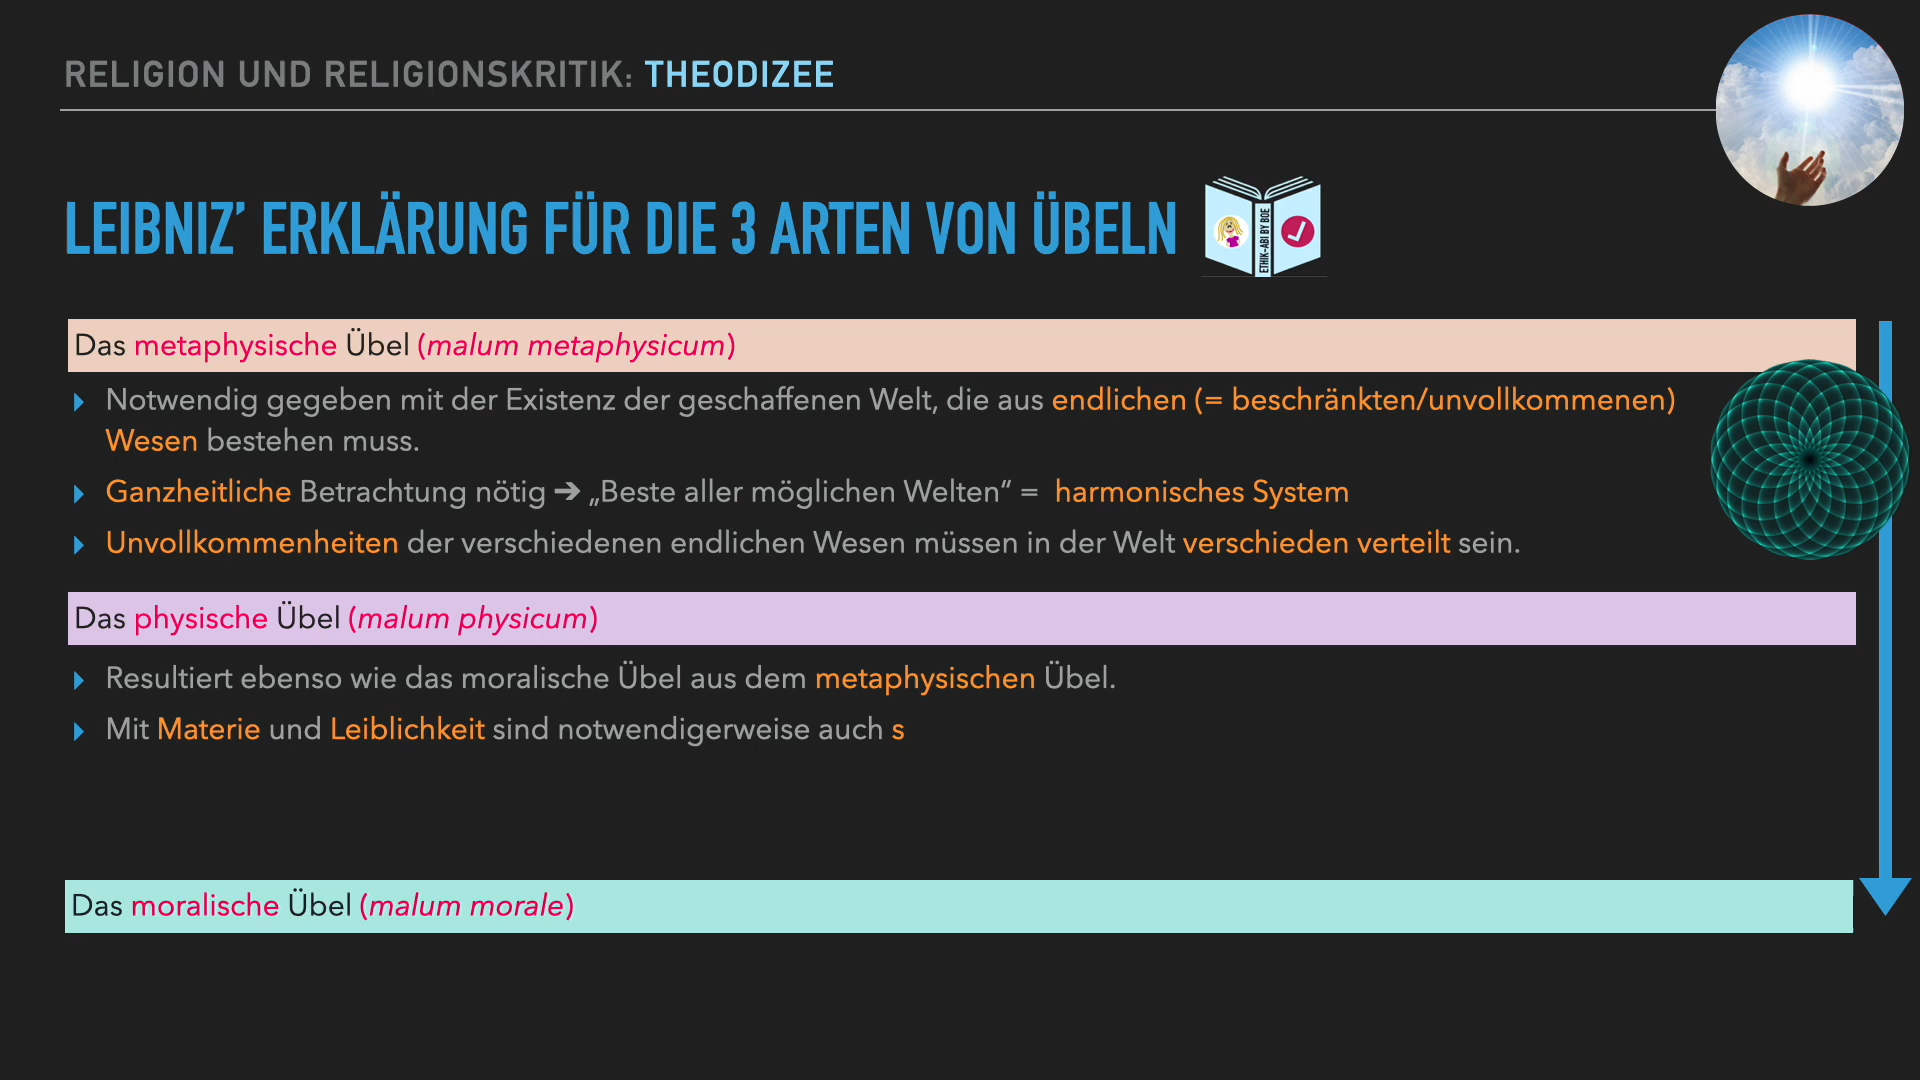 RELIGION UND RELIGIONSKRITIK: THEODIZEE
LEIBNIZ’ ERKLÄRUNG FÜR DIE 3 ARTEN VON ÜBELN
ETHIK-ABI BY BOE
Das metaphysische Übel (malum metaphysicum)
Notwendig gegeben mit der Existenz der geschaffenen Welt, die aus endlichen (= beschränkten/unvollkommenen)
Wesen bestehen muss.
Ganzheitliche Betrachtung nötig ➔ „Beste aller möglichen Welten“ = harmonisches System
Unvollkommenheiten der verschiedenen endlichen Wesen müssen in der Welt verschieden verteilt sein.
Das physische Übel (malum physicum)
Resultiert ebenso wie das moralische Übel aus dem metaphysischen Übel.
Mit Materie und Leiblichkeit sind notwendigerweise auch s
Das moralische Übel (malum morale)